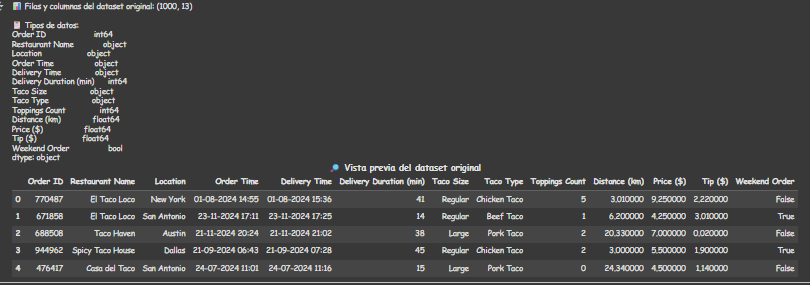 📊 Filas y columnas del dataset original: (1000, 13)
📋 Tipos de datos:
Order ID int64
Restaurant Name object
Location object
Order Time object
Delivery Time object
Delivery Duration (min) int64
Taco Size object
Taco Type object
Toppings Count int64
Distance (km) float64
Price ($) float64
Tip ($) float64
Weekend Order bool
dtype: object
🔎 Vista previa del dataset original
Order ID Restaurant Name Location Order Time Delivery Time Delivery Duration (min) Taco Size Taco Type Toppings Count Distance (km) Price ($) Tip ($) Weekend Order
0 770487 El Taco Loco New York 01-08-2024 14:55 01-08-2024 15:36 41 Regular Chicken Taco 5 3,010000 9,250000 2,220000 False
1 671858 El Taco Loco San Antonio 23-11-2024 17:11 23-11-2024 17:25 14 Regular Beef Taco 1 6,200000 4,250000 3,010000 True
2 688508 Taco Haven Austin 21-11-2024 20:24 21-11-2024 21:02 38 Large Pork Taco 2 20,330000 7,000000 0,020000 False
3 944962 Spicy Taco House Dallas 21-09-2024 06:43 21-09-2024 07:28 45 Regular Chicken Taco 2 3,000000 5,500000 1,900000 True
4 476417 Casa del Taco San Antonio 24-07-2024 11:01 24-07-2024 11:16 15 Large Pork Taco 0 24,340000 4,500000 1,140000 False